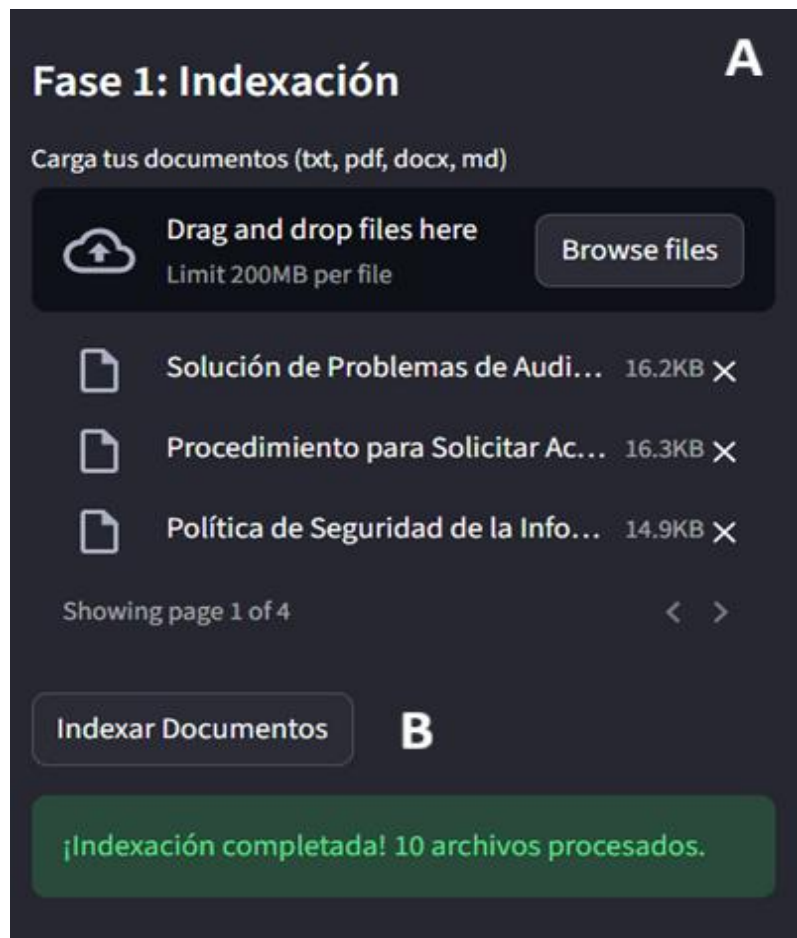 A
Fase 1: Indexación
Carga tus documentos (txt, pdf, docx, md)
Drag and drop files here
Limit 200MB per file
Browse files
Solución de Problemas de Audi... 16.2KB
Procedimiento para Solicitar Ac... 16.3KB
Política de Seguridad de la Info... 14.9KB
Showing page 1 of 4
Indexar Documentos
B
¡Indexación completada! 10 archivos procesados.